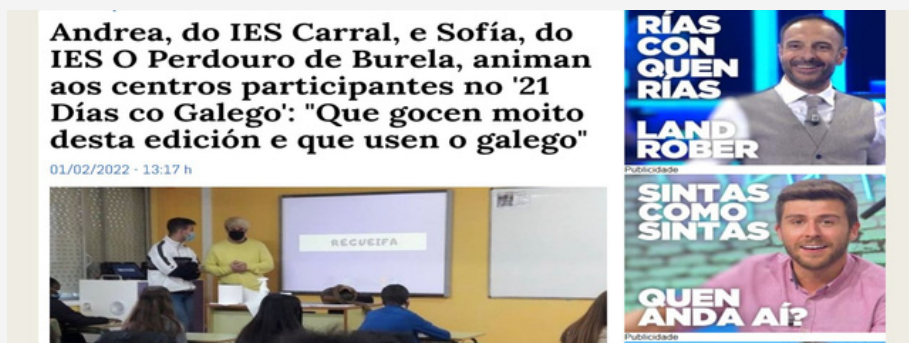 Andrea, do IES Carral, e Sofía, do
IES O Perdouro de Burela, animan
aos centros participantes no '21
Días co Galego': "Que gocen moito
desta edición e que usen o galego"
01/02/2022 · 13:17 h
RECUEIFA
RÍAS
CON
QUEN
RÍAS
LAND
ROBER
Publicidade
SINTAS
COMO
SINTAS
QUEN
ANDA AÍ?
Publicidade